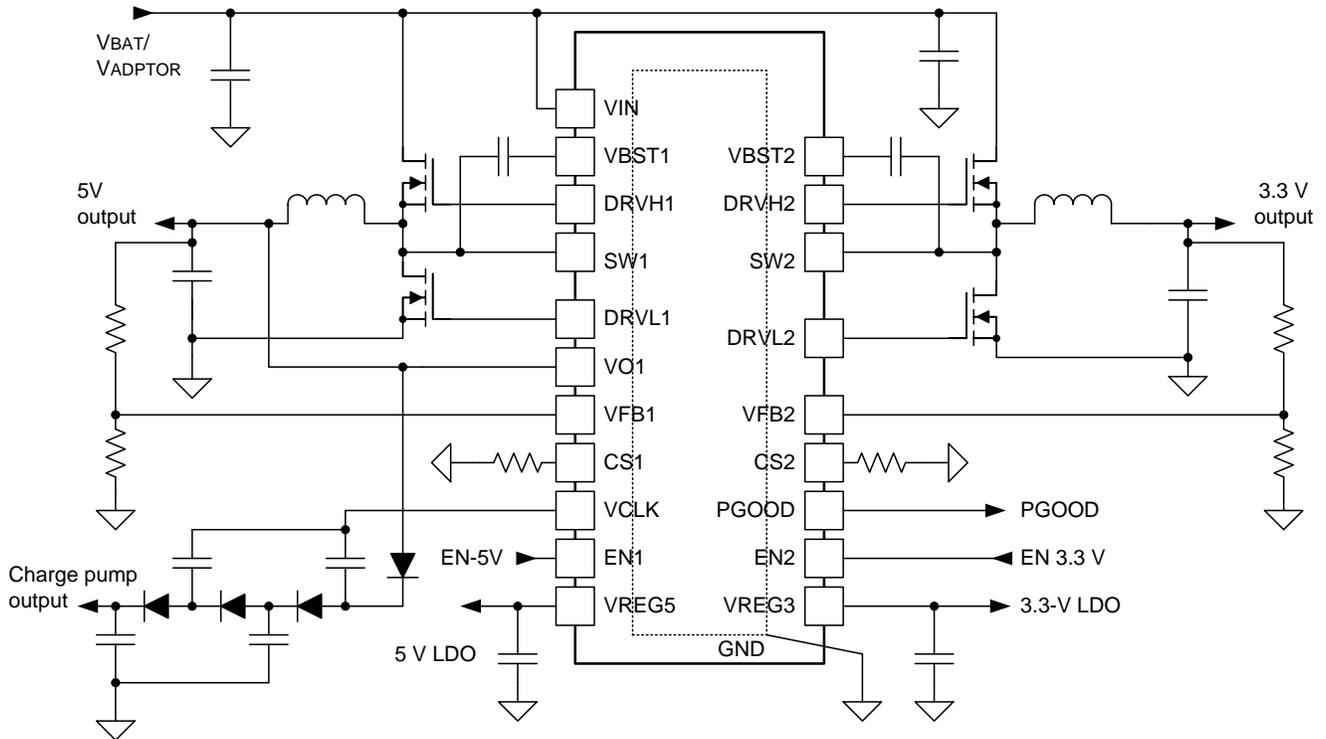 VBAT/
VADPTOR
VIN
VBST1
VBST2
5V
output
DRVH1
DRVH2
3.3 V
output
SW1
SW2
DRVL1
DRVL2
VO1
VFB1
VFB2
CS1
CS2
VCLK
PGOOD
PGOOD
EN-5V
EN1
EN2
EN 3.3 V
Charge pump
output
VREG5
VREG3
3.3-V LDO
5 V LDO
GND